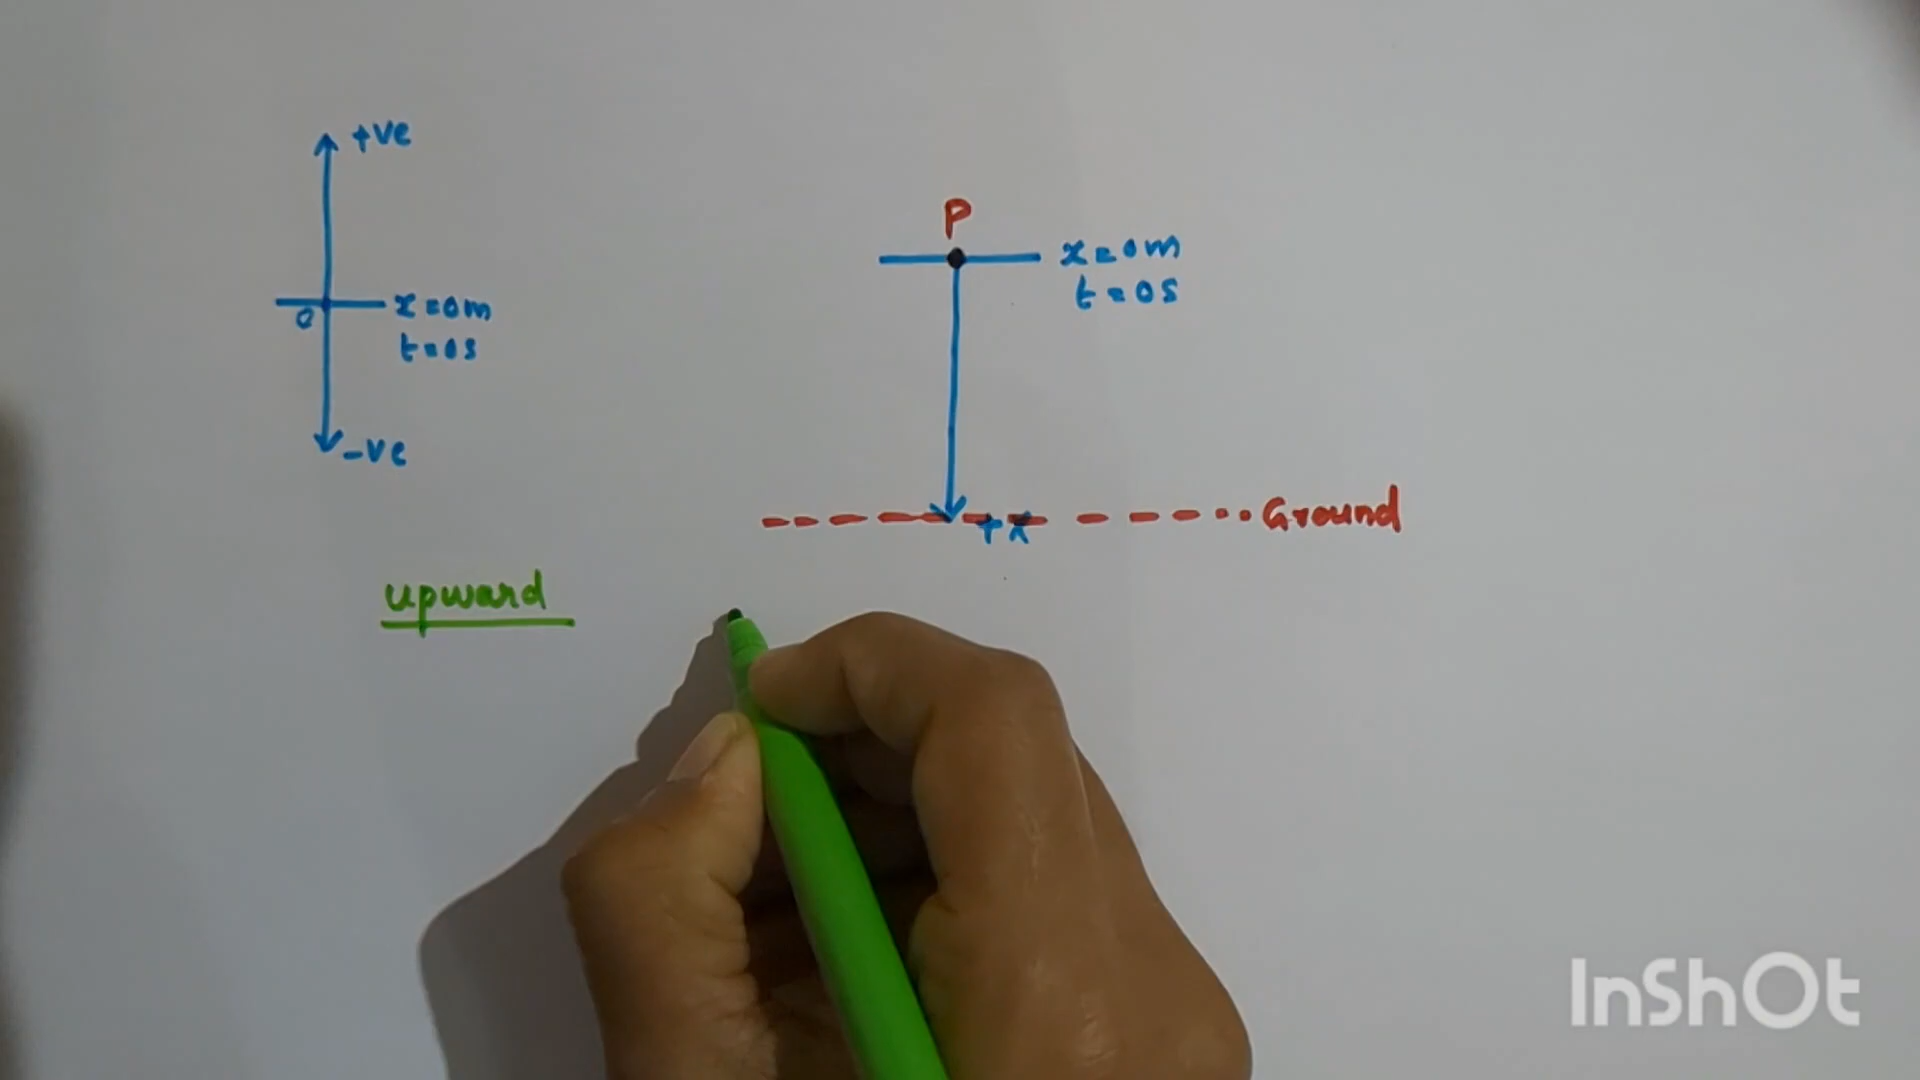 +ve
x=0m
0
t=0s
-ve
P
x=0m
t=0s
+x
Ground
upward
InShOt